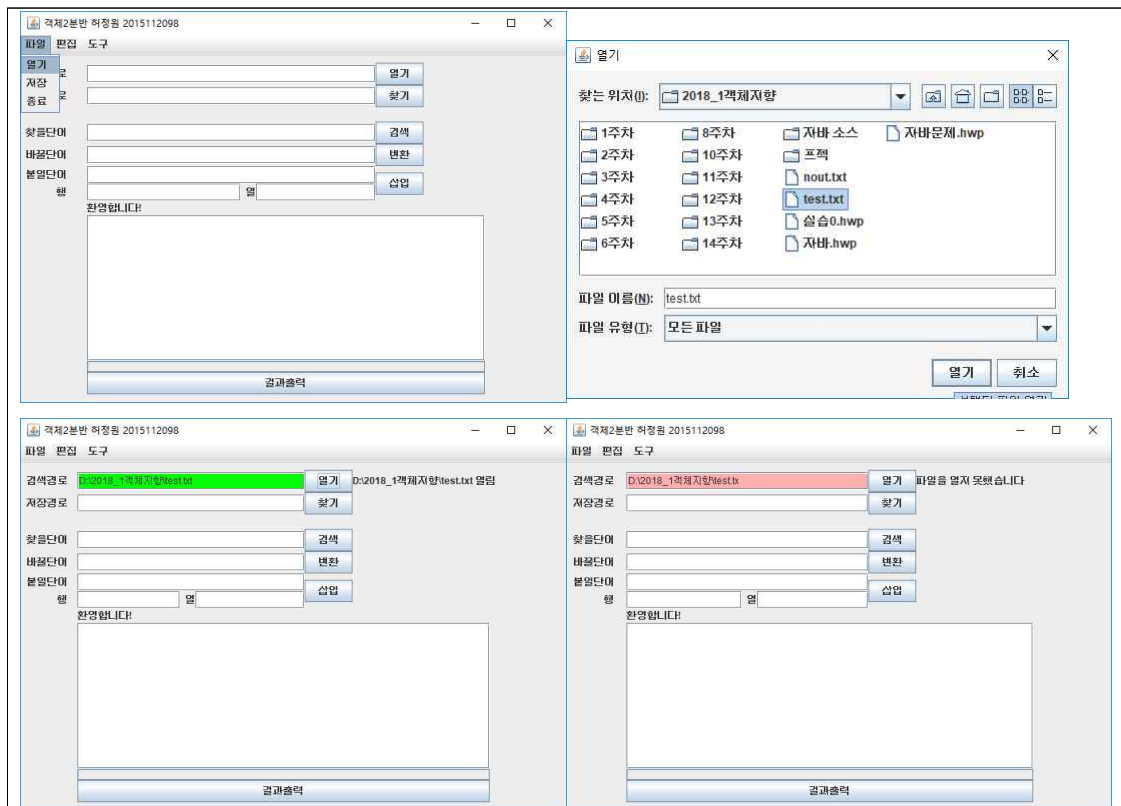 객체2분반 허정원 2015112098
파일 편집 도구
열기
저장
종료
로
로
열기
찾기
찾을단어
검색
바꿀단어
변환
붙일단어
삽입
행
열
환영합니다!
결과출력
열기
찾는 위치(I):
2018_1객체지향
1주차
2주차
3주차
4주차
5주차
6주차
8주차
10주차
11주차
12주차
13주차
14주차
자바 소스
프젝
nout.txt
test.txt
실습0.hwp
자바.hwp
자바문제.hwp
파일 이름(N): test.txt
파일 유형(T): 모든 파일
열기 취소
객체2분반 허정원 2015112098
파일 편집 도구
검색경로 D:\2018_1객체지향\test.txt 열기 D:\2018_1객체지향\test.txt 열림
저장경로 찾기
찾을단어 검색
바꿀단어 변환
붙일단어 삽입
행 열
환영합니다!
결과출력
객체2분반 허정원 2015112098
파일 편집 도구
검색경로 D:\2018_1객체지향\test.tx 열기 파일을 열지 못했습니다
저장경로 찾기
찾을단어 검색
바꿀단어 변환
붙일단어 삽입
행 열
환영합니다!
결과출력